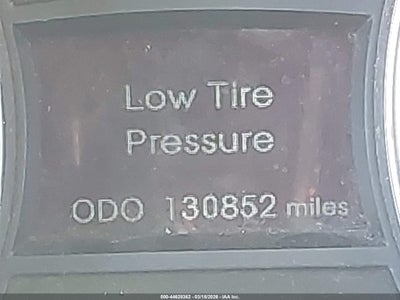 Low Tire
Pressure
ODO 130852 miles